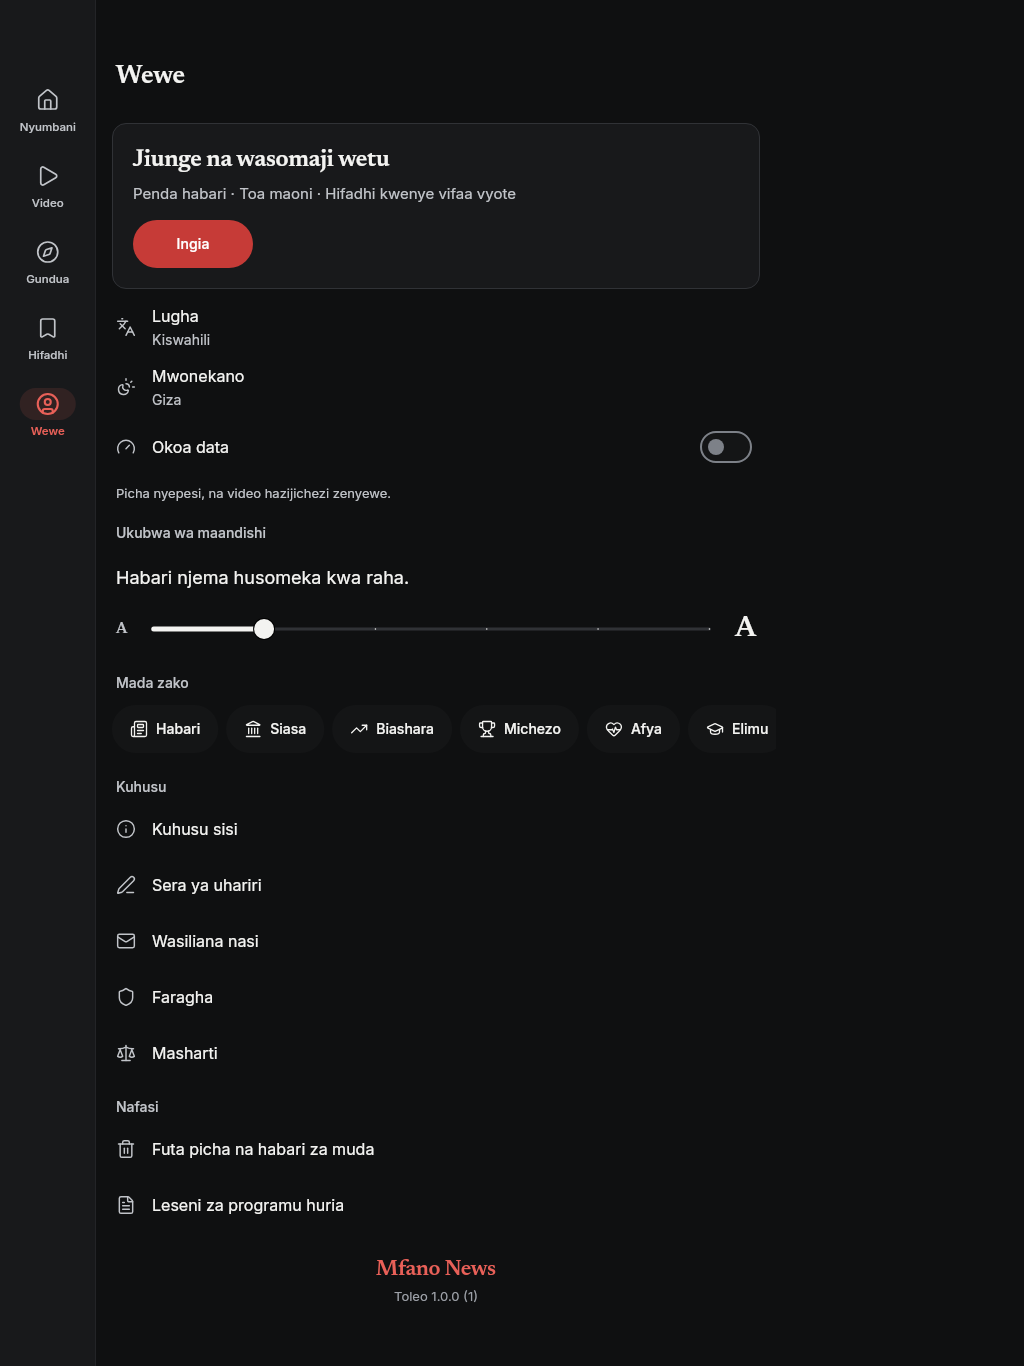 Nyumbani
Video
Gundua
Hifadhi
Wewe
Wewe
Jiunge na wasomaji wetu
Penda habari · Toa maoni · Hifadhi kwenye vifaa vyote
Ingia
Lugha
Kiswahili
Mwonekano
Giza
Okoa data
Picha nyepesi, na video hazijichezi zenyewe.
Ukubwa wa maandishi
Habari njema husomeka kwa raha.
A A
Mada zako
Habari Siasa Biashara Michezo Afya Elimu
Kuhusu
Kuhusu sisi
Sera ya uhariri
Wasiliana nasi
Faragha
Masharti
Nafasi
Futa picha na habari za muda
Leseni za programu huria
Mfano News
Toleo 1.0.0 (1)